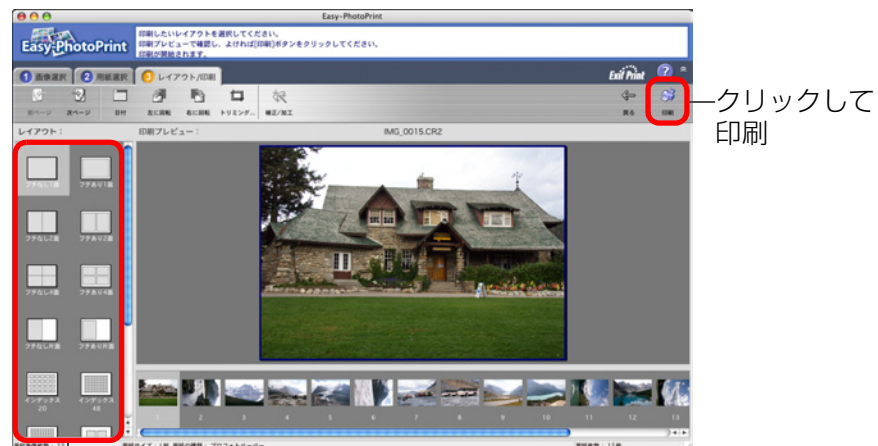 Easy-PhotoPrint
Easy-PhotoPrint
印刷したいレイアウトを選択してください。
印刷プレビューで確認し、よければ[印刷]ボタンをクリックしてください。
印刷が開始されます。
1 画像選択 2 用紙選択 3 レイアウト/印刷
Exif Print ?
前ページ 次ページ 日付 左に回転 右に回転 トリミング... 補正/加工 戻る 印刷
クリックして
印刷
レイアウト: 印刷プレビュー: IMG_0015.CR2
フチなし1面 フチあり1面
フチなし2面 フチあり2面
フチなし4面 フチあり4面
フチなし片面 フチあり片面
インデックス インデックス
20
1 2 3 4 5 6 7 8 9 10 11 12 13